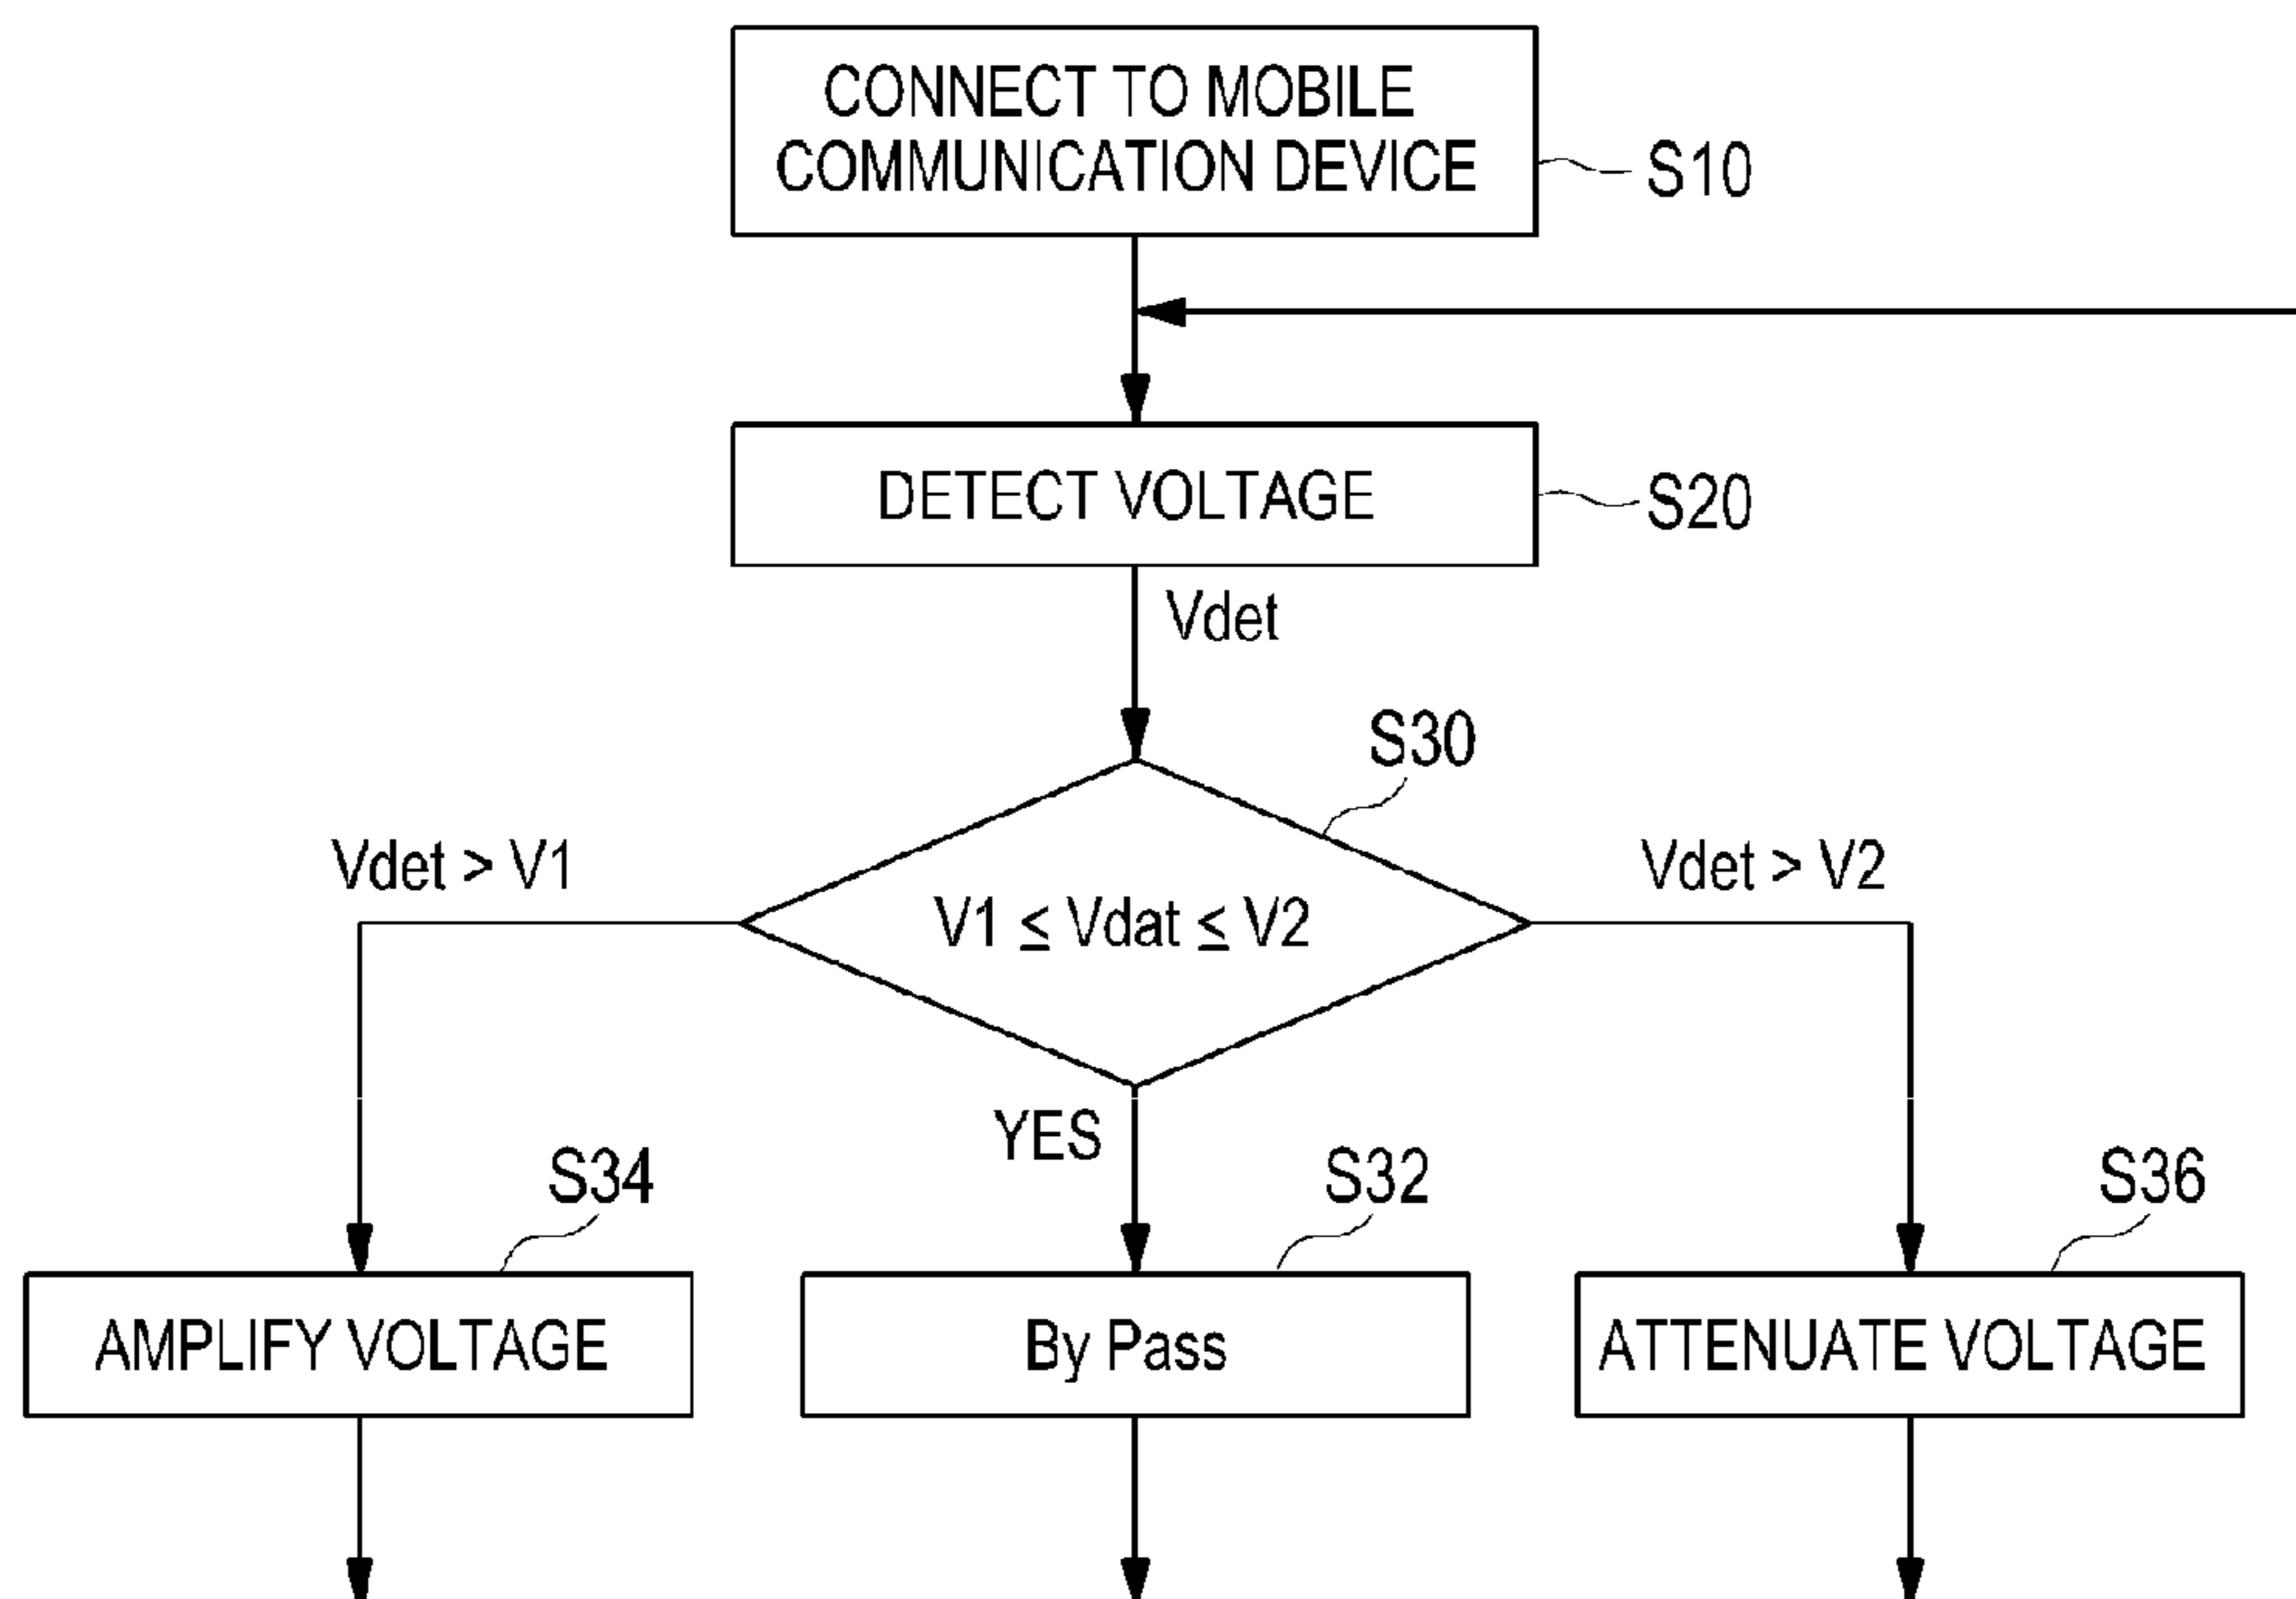 CONNECT TO MOBILE
COMMUNICATION DEVICE
S10
DETECT VOLTAGE
S20
Vdet
S30
Vdet > V1
V1 ≤ Vdat ≤ V2
Vdet > V2
YES
S34
S32
S36
AMPLIFY VOLTAGE
By Pass
ATTENUATE VOLTAGE